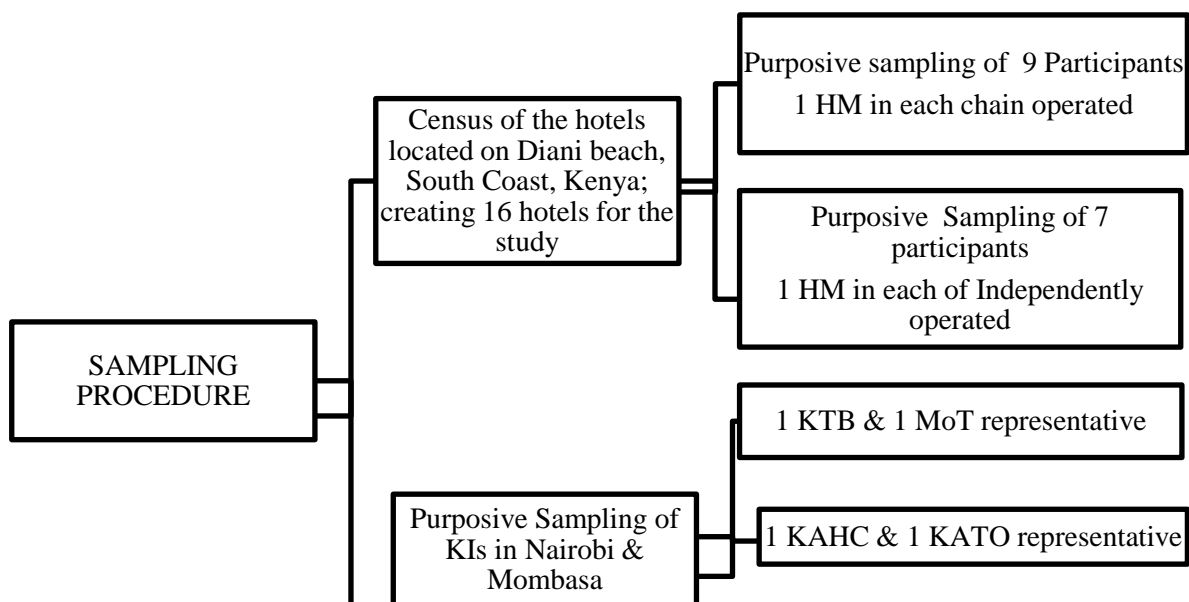 SAMPLING
PROCEDURE
Census of the hotels
located on Diani beach,
South Coast, Kenya;
creating 16 hotels for the
study
Purposive sampling of 9 Participants
1 HM in each chain operated
Purposive Sampling of 7
participants
1 HM in each of Independently
operated
Purposive Sampling of
KIs in Nairobi &
Mombasa
1 KTB & 1 MoT representative
1 KAHC & 1 KATO representative